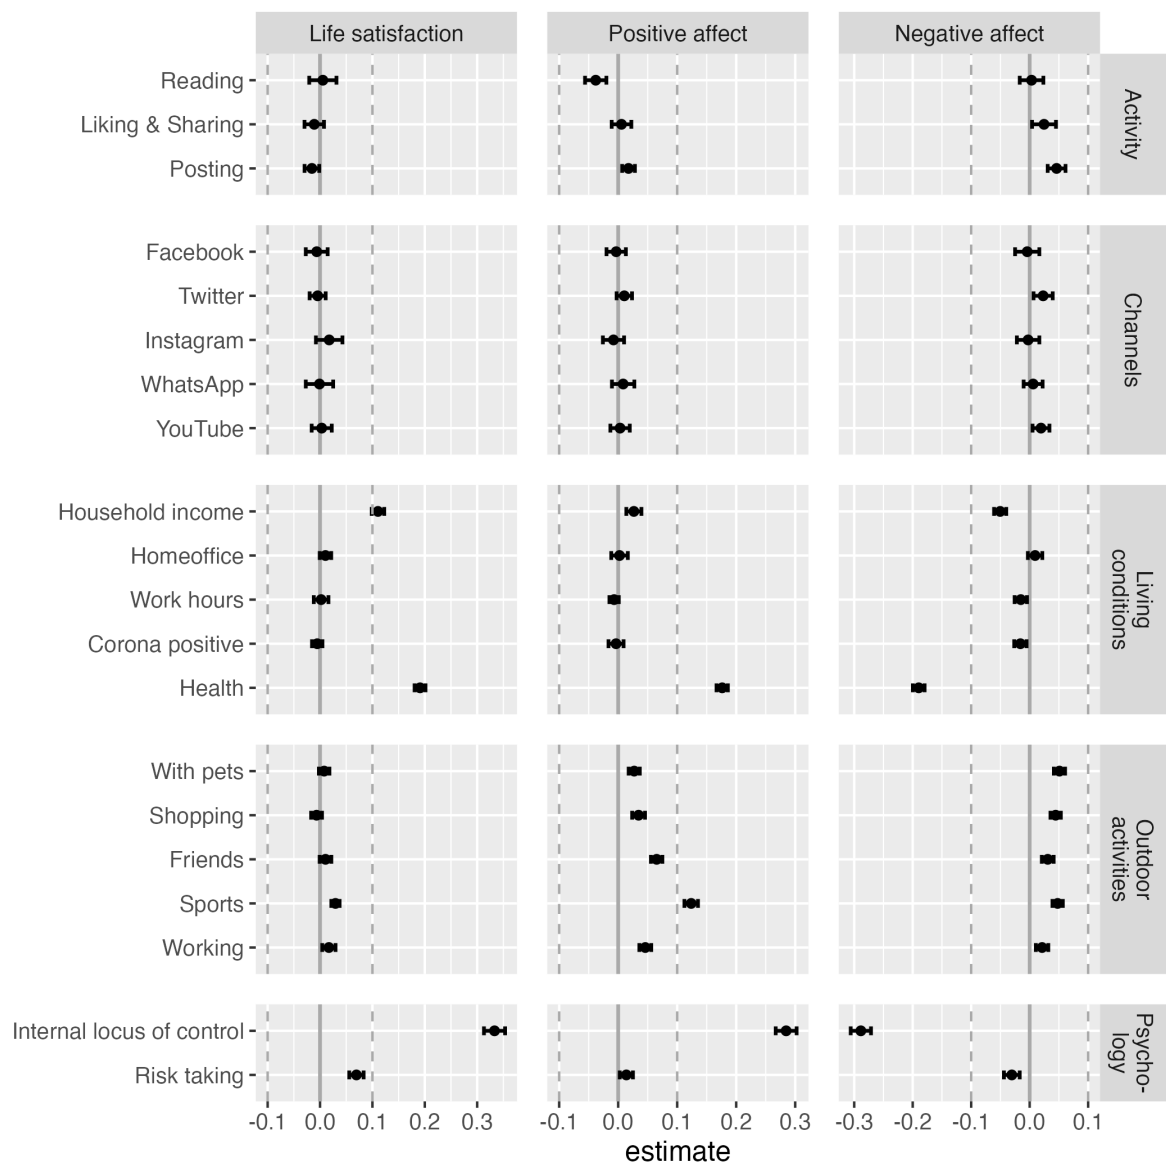 Life satisfaction
Positive affect
Negative affect
Reading
Liking & Sharing
Posting
Activity
Facebook
Twitter
Instagram
WhatsApp
YouTube
Channels
Household income
Homeoffice
Work hours
Corona positive
Health
Living
conditions
With pets
Shopping
Friends
Sports
Working
Outdoor
activities
Internal locus of control
Risk taking
Psycho-
logy
-0.1 0.0 0.1 0.2 0.3
-0.1 0.0 0.1 0.2 0.3
-0.3 -0.2 -0.1 0.0 0.1
estimate